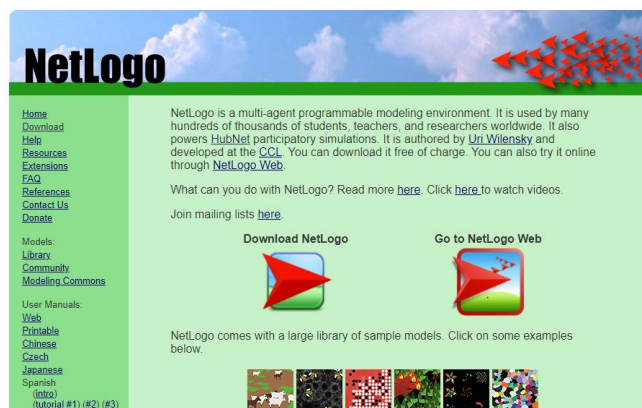 NetLogo
Home
Download
Help
Resources
Extensions
FAQ
References
Contact Us
Donate
Models:
Library
Community
Modeling Commons
User Manuals:
Web
Printable
Chinese
Czech
Japanese
Spanish
(intro)
(tutorial #1) (#2) (#3)
NetLogo is a multi-agent programmable modeling environment. It is used by many
hundreds of thousands of students, teachers, and researchers worldwide. It also
powers HubNet participatory simulations. It is authored by Uri Wilensky and
developed at the CCL. You can download it free of charge. You can also try it online
through NetLogo Web.
What can you do with NetLogo? Read more here. Click here to watch videos.
Join mailing lists here.
Download NetLogo
Go to NetLogo Web
NetLogo comes with a large library of sample models. Click on some examples
below.